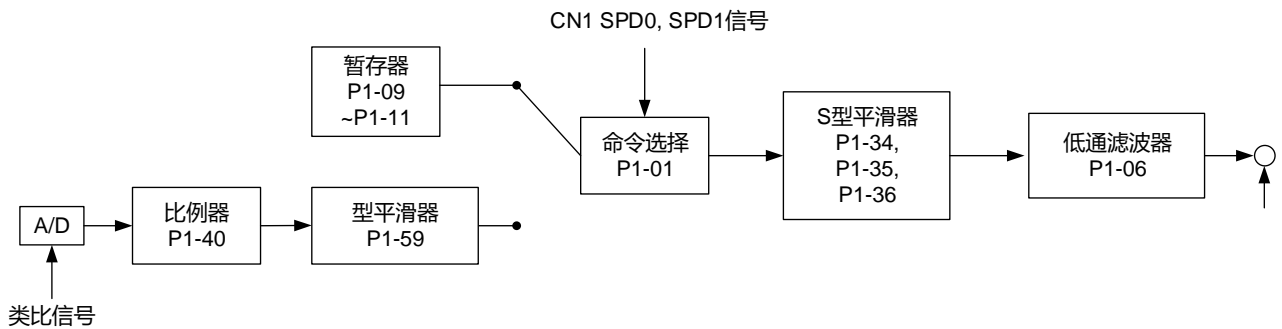 CN1 SPD0, SPD1信号
暂存器
P1-09
~P1-11
命令选择
P1-01
S型平滑器
P1-34,
P1-35,
P1-36
低通滤波器
P1-06
A/D
比例器
P1-40
型平滑器
P1-59
类比信号